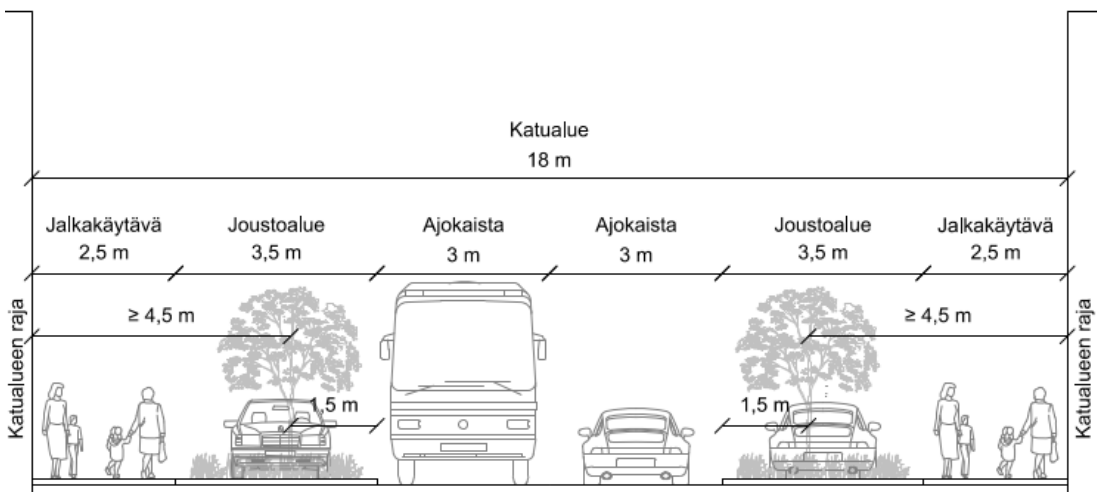 Katualue
18 m
Jalkakäytävä
2,5 m
Joustoalue
3,5 m
Ajokaista
3 m
Ajokaista
3 m
Joustoalue
3,5 m
Jalkakäytävä
2,5 m
Katualueen raja
≥ 4,5 m
1,5 m
≥ 4,5 m
1,5 m
Katualueen raja